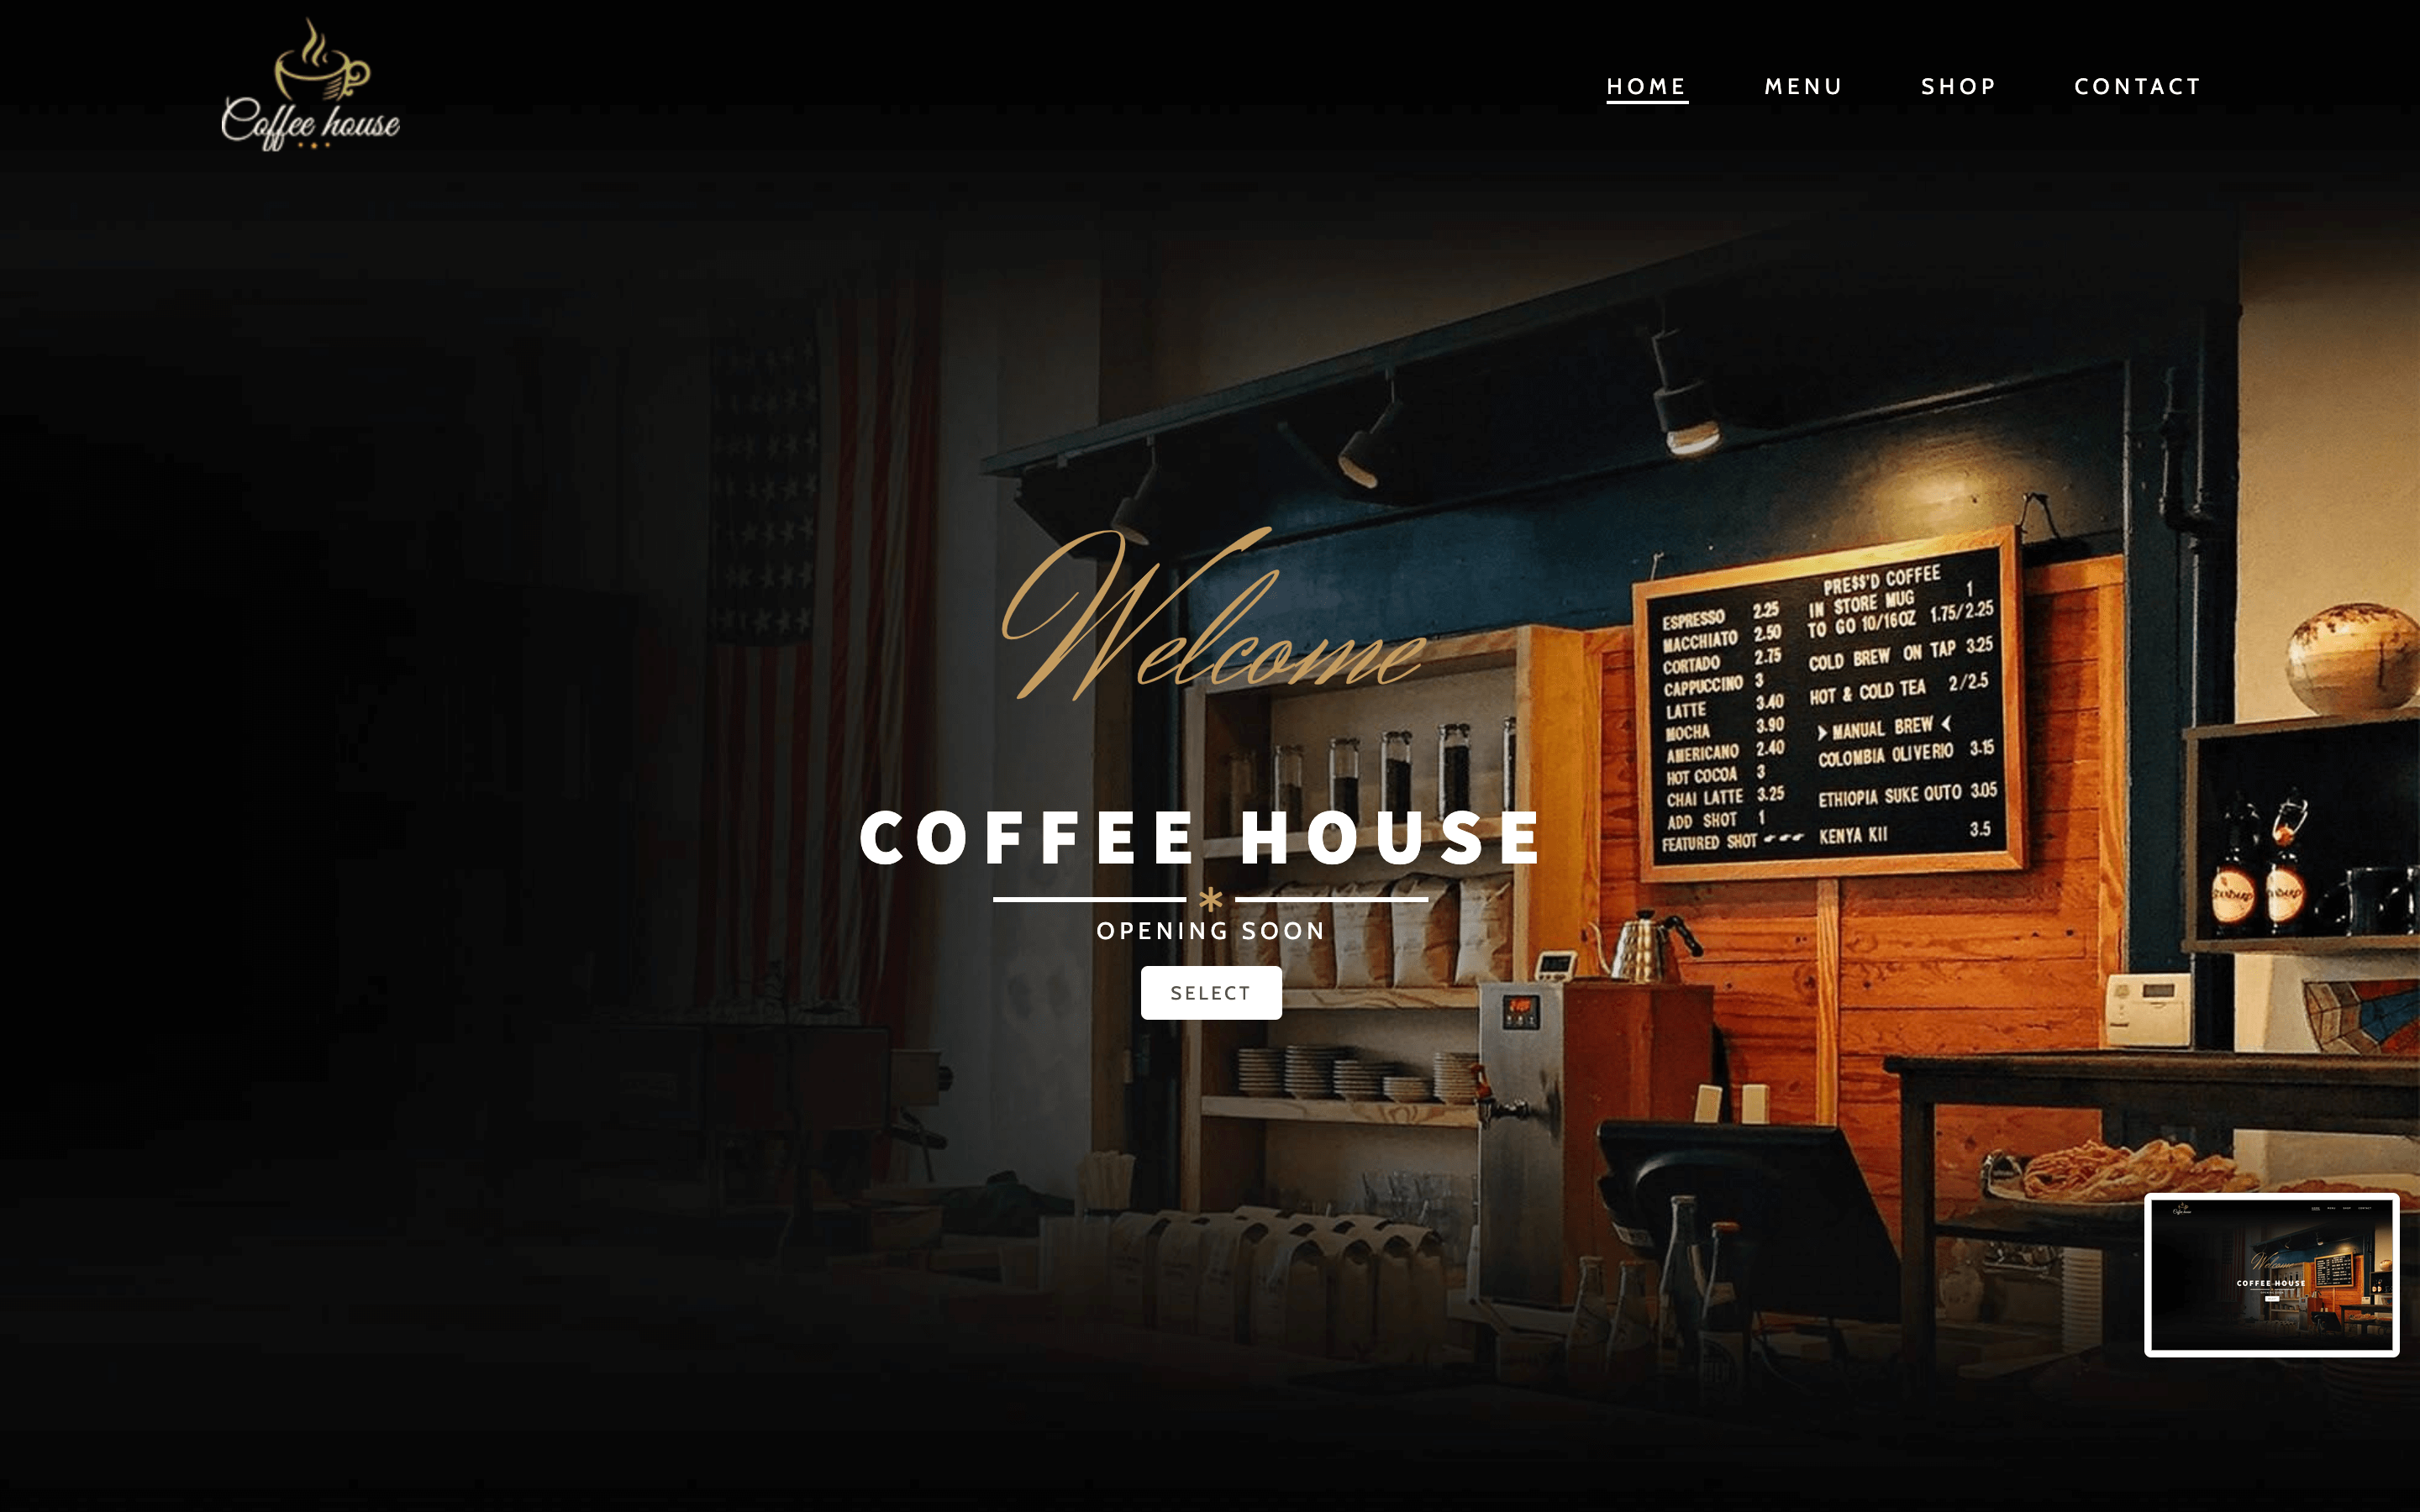 Coffee house
HOME MENU SHOP CONTACT
Welcome
COFFEE HOUSE
OPENING SOON
SELECT
PRESS'D COFFEE
IN STORE MUG 1
TO GO 10/16OZ 1.75/2.25
COLD BREW ON TAP 3.25
HOT & COLD TEA 2/2.5
MANUAL BREW
COLOMBIA OLIVERIO 3.15
ETHIOPIA SUKE QUTO 3.05
KENYA KII 3.5
ESPRESSO 2.25
MACCHIATO 2.50
CORTADO 2.75
CAPPUCCINO 3
LATTE 3.40
MOCHA 3.90
AMERICANO 2.40
HOT COCOA 3
CHAI LATTE 3.25
ADD SHOT 1
FEATURED SHOT
STANDARD
Welcome
COFFEE HOUSE